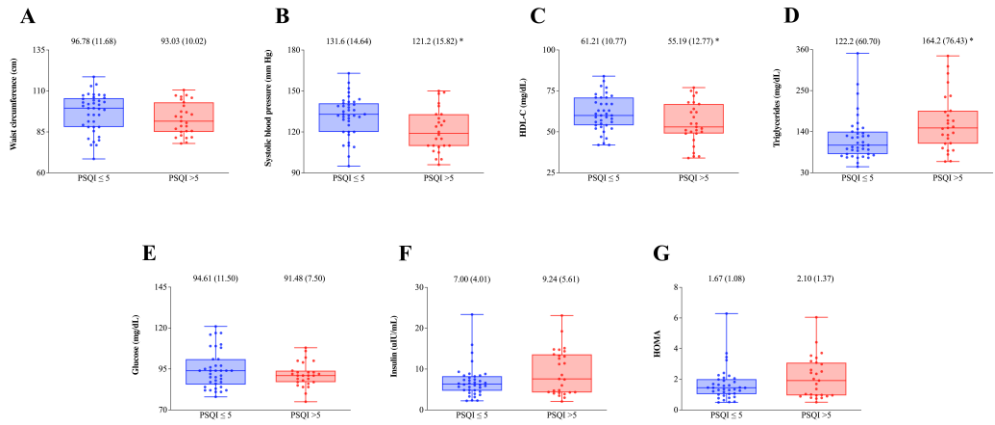 A
96.78 (11.68) 93.03 (10.02)
Waist circumference (cm)
135
110
85
60
PSQI ≤ 5 PSQI >5
B
131.6 (14.64) 121.2 (15.82) *
Systolic blood pressure (mm Hg)
180
150
120
90
PSQI ≤ 5 PSQI >5
C
61.21 (10.77) 55.19 (12.77) *
HDL-C (mg/dL)
100
75
50
25
PSQI ≤ 5 PSQI >5
D
122.2 (60.70) 164.2 (76.43) *
Triglycerides (mg/dL)
360
250
140
30
PSQI ≤ 5 PSQI >5
E
94.61 (11.50) 91.48 (7.50)
Glucose (mg/dL)
145
120
95
70
PSQI ≤ 5 PSQI >5
F
7.00 (4.01) 9.24 (5.61)
Insulin (uIU/mL)
30
20
10
0
PSQI ≤ 5 PSQI >5
G
1.67 (1.08) 2.10 (1.37)
HOMA
8
6
4
2
0
PSQI ≤ 5 PSQI >5